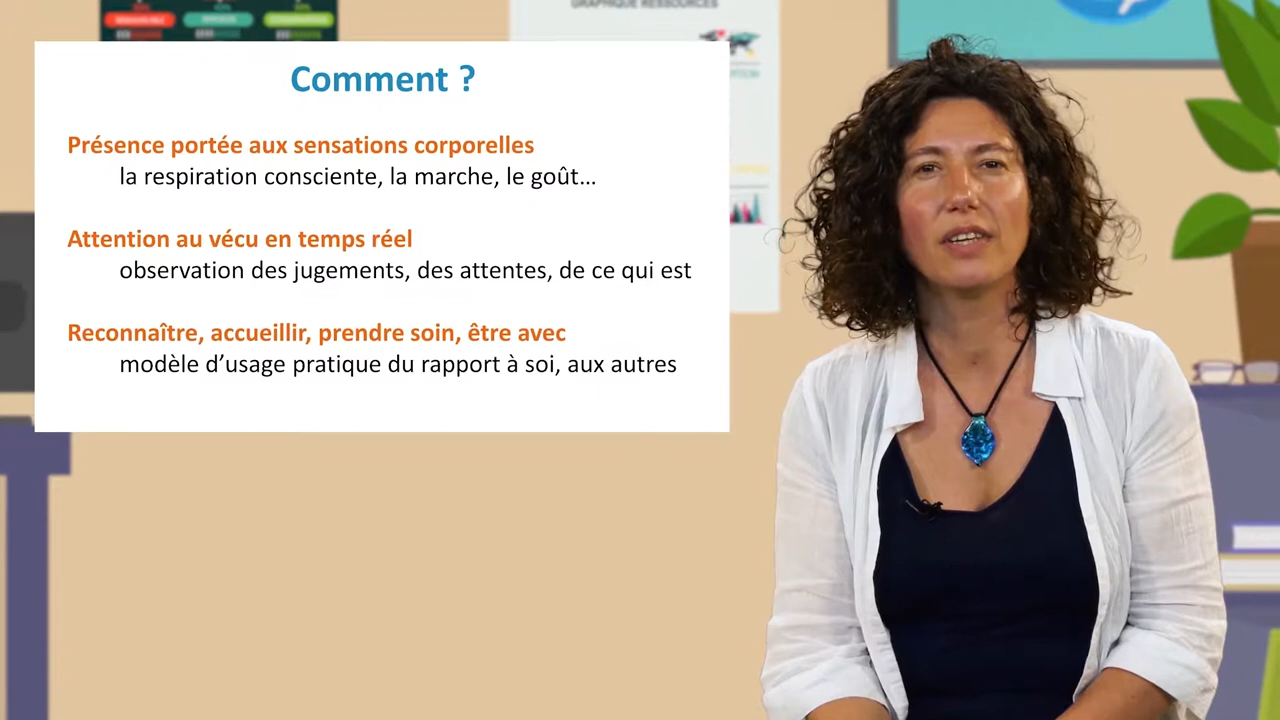 GRAPHIQUE RESSOURCES
Comment ?
Présence portée aux sensations corporelles
la respiration consciente, la marche, le goût…
Attention au vécu en temps réel
observation des jugements, des attentes, de ce qui est
Reconnaître, accueillir, prendre soin, être avec
modèle d’usage pratique du rapport à soi, aux autres